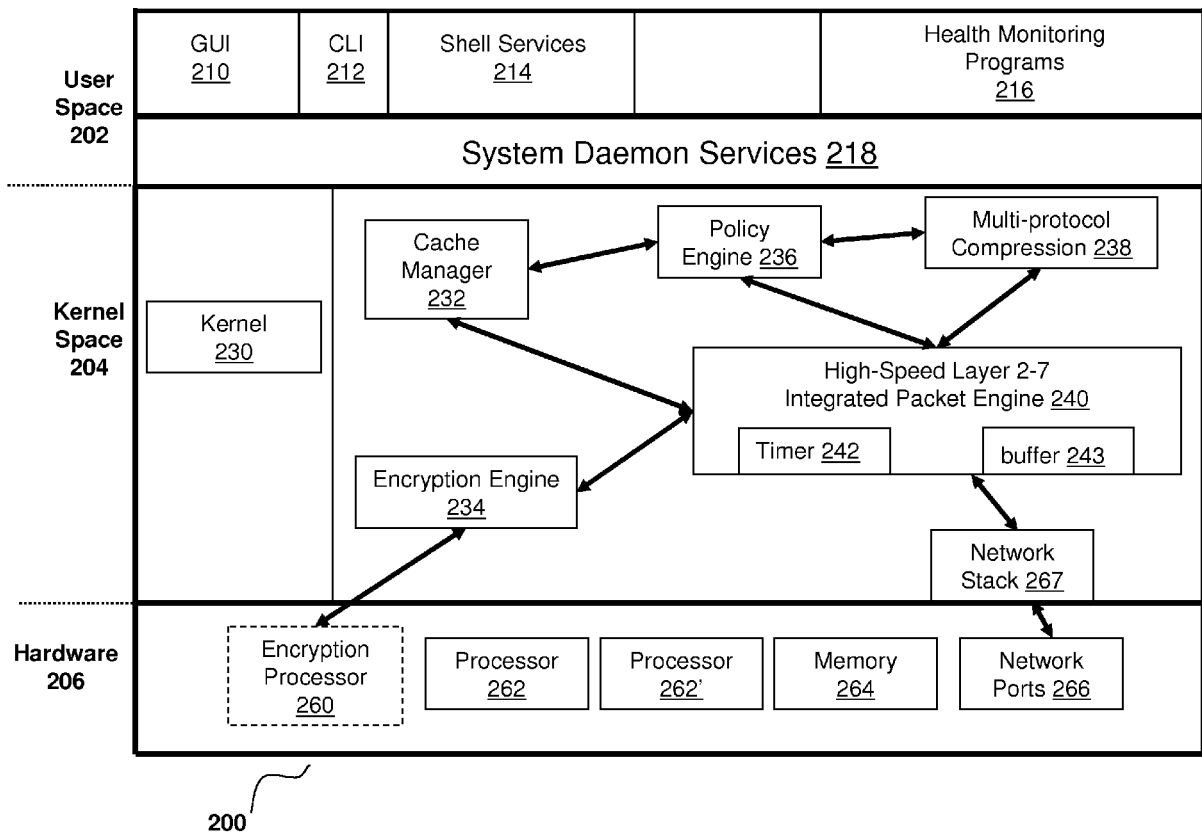 GUI
210
CLI
212
Shell Services
214
Health Monitoring
Programs
216
User
Space
202
System Daemon Services 218
Kernel
Space
204
Kernel
230
Cache
Manager
232
Policy
Engine 236
Multi-protocol
Compression 238
High-Speed Layer 2-7
Integrated Packet Engine 240
Timer 242
buffer 243
Encryption Engine
234
Network
Stack 267
Hardware
206
Encryption
Processor
260
Processor
262
Processor
262'
Memory
264
Network
Ports 266
200